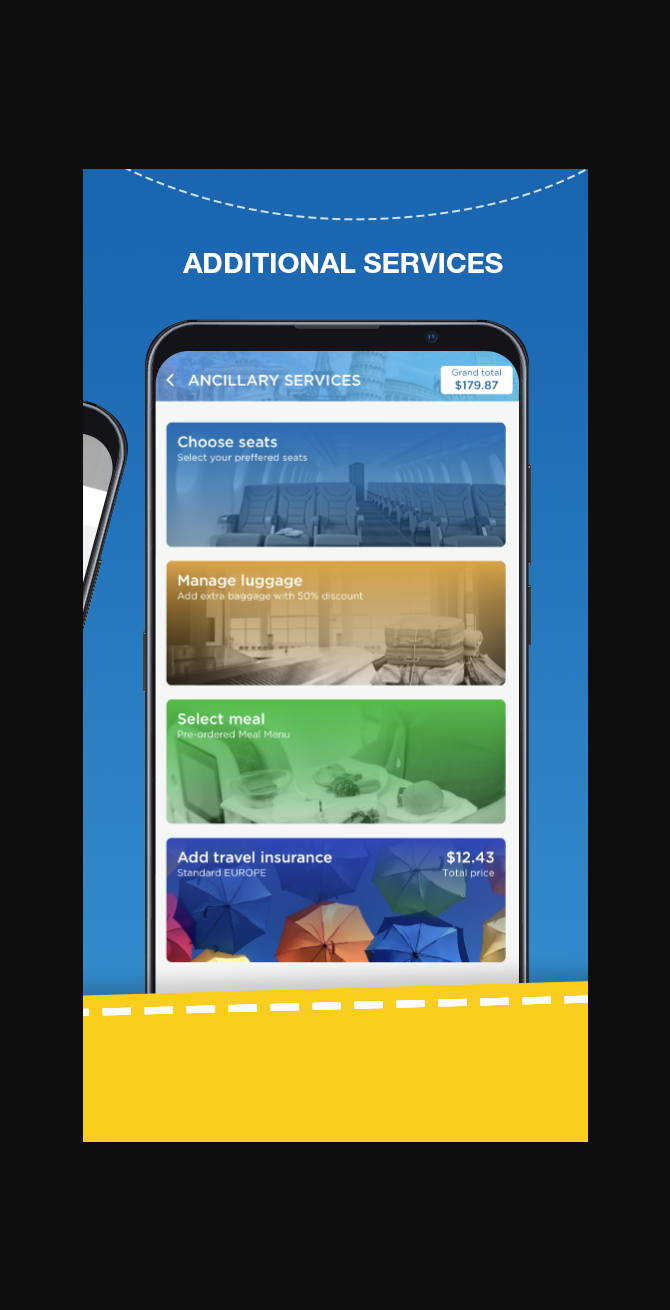 ADDITIONAL SERVICES
ANCILLARY SERVICES
Grand total
$179.87
Choose seats
Select your preffered seats
Manage luggage
Add extra baggage with 50% discount
Select meal
Pre-ordered Meal Menu
Add travel insurance
$12.43
Standard EUROPE
Total price